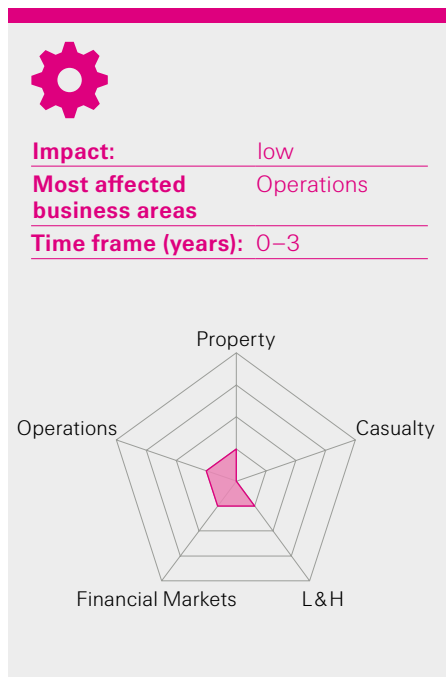 Impact: low
Most affected Operations
business areas
Time frame (years): 0–3
Property
Operations Casualty
Financial Markets L&H